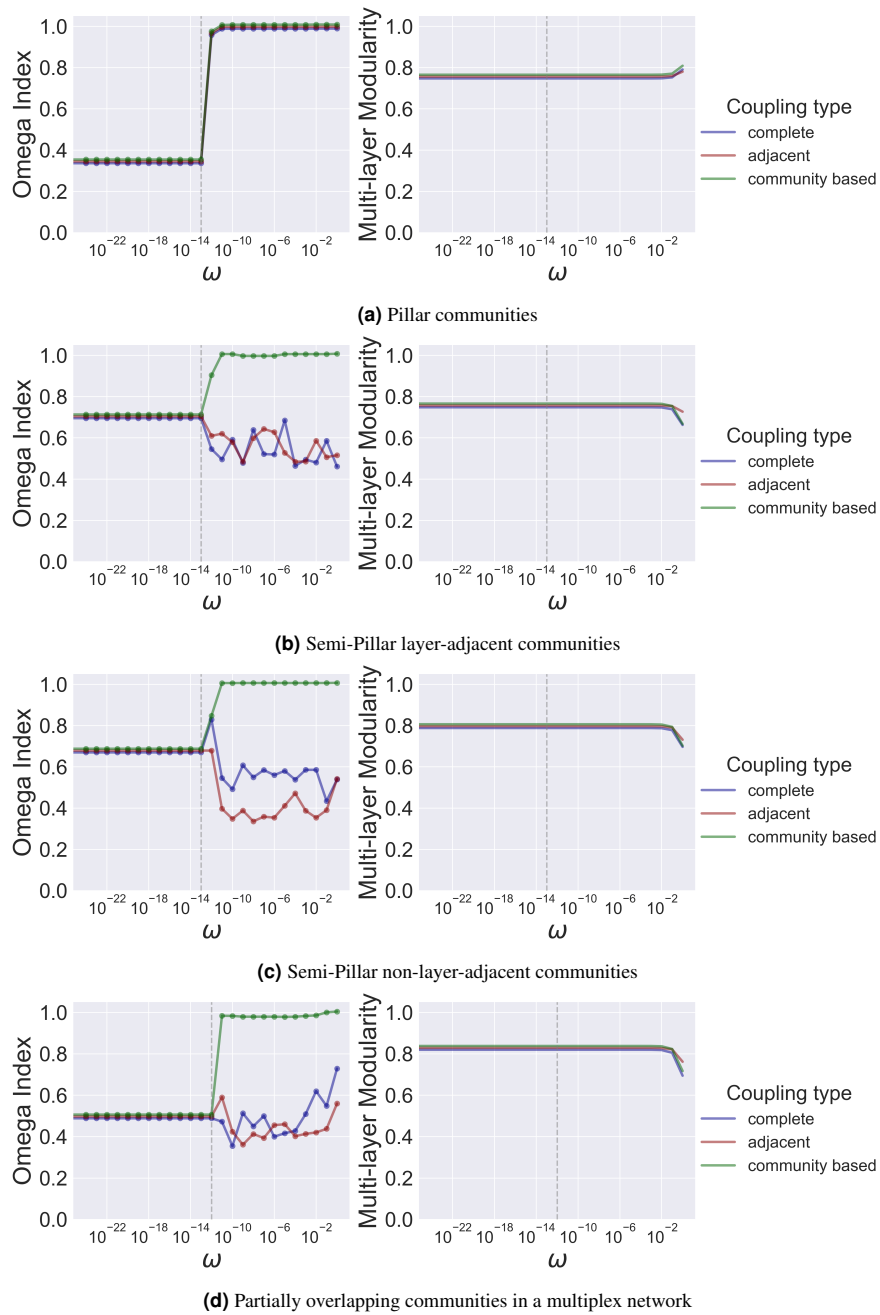 1.0
0.8
0.6
0.4
0.2
0.0
Omega Index
10⁻²² 10⁻¹⁸ 10⁻¹⁴ 10⁻¹⁰ 10⁻⁶ 10⁻²
ω
1.0
0.8
0.6
0.4
0.2
0.0
Multi-layer Modularity
10⁻²² 10⁻¹⁸ 10⁻¹⁴ 10⁻¹⁰ 10⁻⁶ 10⁻²
ω
Coupling type
complete
adjacent
community based
(a) Pillar communities
1.0
0.8
0.6
0.4
0.2
0.0
Omega Index
10⁻²² 10⁻¹⁸ 10⁻¹⁴ 10⁻¹⁰ 10⁻⁶ 10⁻²
ω
1.0
0.8
0.6
0.4
0.2
0.0
Multi-layer Modularity
10⁻²² 10⁻¹⁸ 10⁻¹⁴ 10⁻¹⁰ 10⁻⁶ 10⁻²
ω
Coupling type
complete
adjacent
community based
(b) Semi-Pillar layer-adjacent communities
1.0
0.8
0.6
0.4
0.2
0.0
Omega Index
10⁻²² 10⁻¹⁸ 10⁻¹⁴ 10⁻¹⁰ 10⁻⁶ 10⁻²
ω
1.0
0.8
0.6
0.4
0.2
0.0
Multi-layer Modularity
10⁻²² 10⁻¹⁸ 10⁻¹⁴ 10⁻¹⁰ 10⁻⁶ 10⁻²
ω
Coupling type
complete
adjacent
community based
(c) Semi-Pillar non-layer-adjacent communities
1.0
0.8
0.6
0.4
0.2
0.0
Omega Index
10⁻²² 10⁻¹⁸ 10⁻¹⁴ 10⁻¹⁰ 10⁻⁶ 10⁻²
ω
1.0
0.8
0.6
0.4
0.2
0.0
Multi-layer Modularity
10⁻²² 10⁻¹⁸ 10⁻¹⁴ 10⁻¹⁰ 10⁻⁶ 10⁻²
ω
Coupling type
complete
adjacent
community based
(d) Partially overlapping communities in a multiplex network